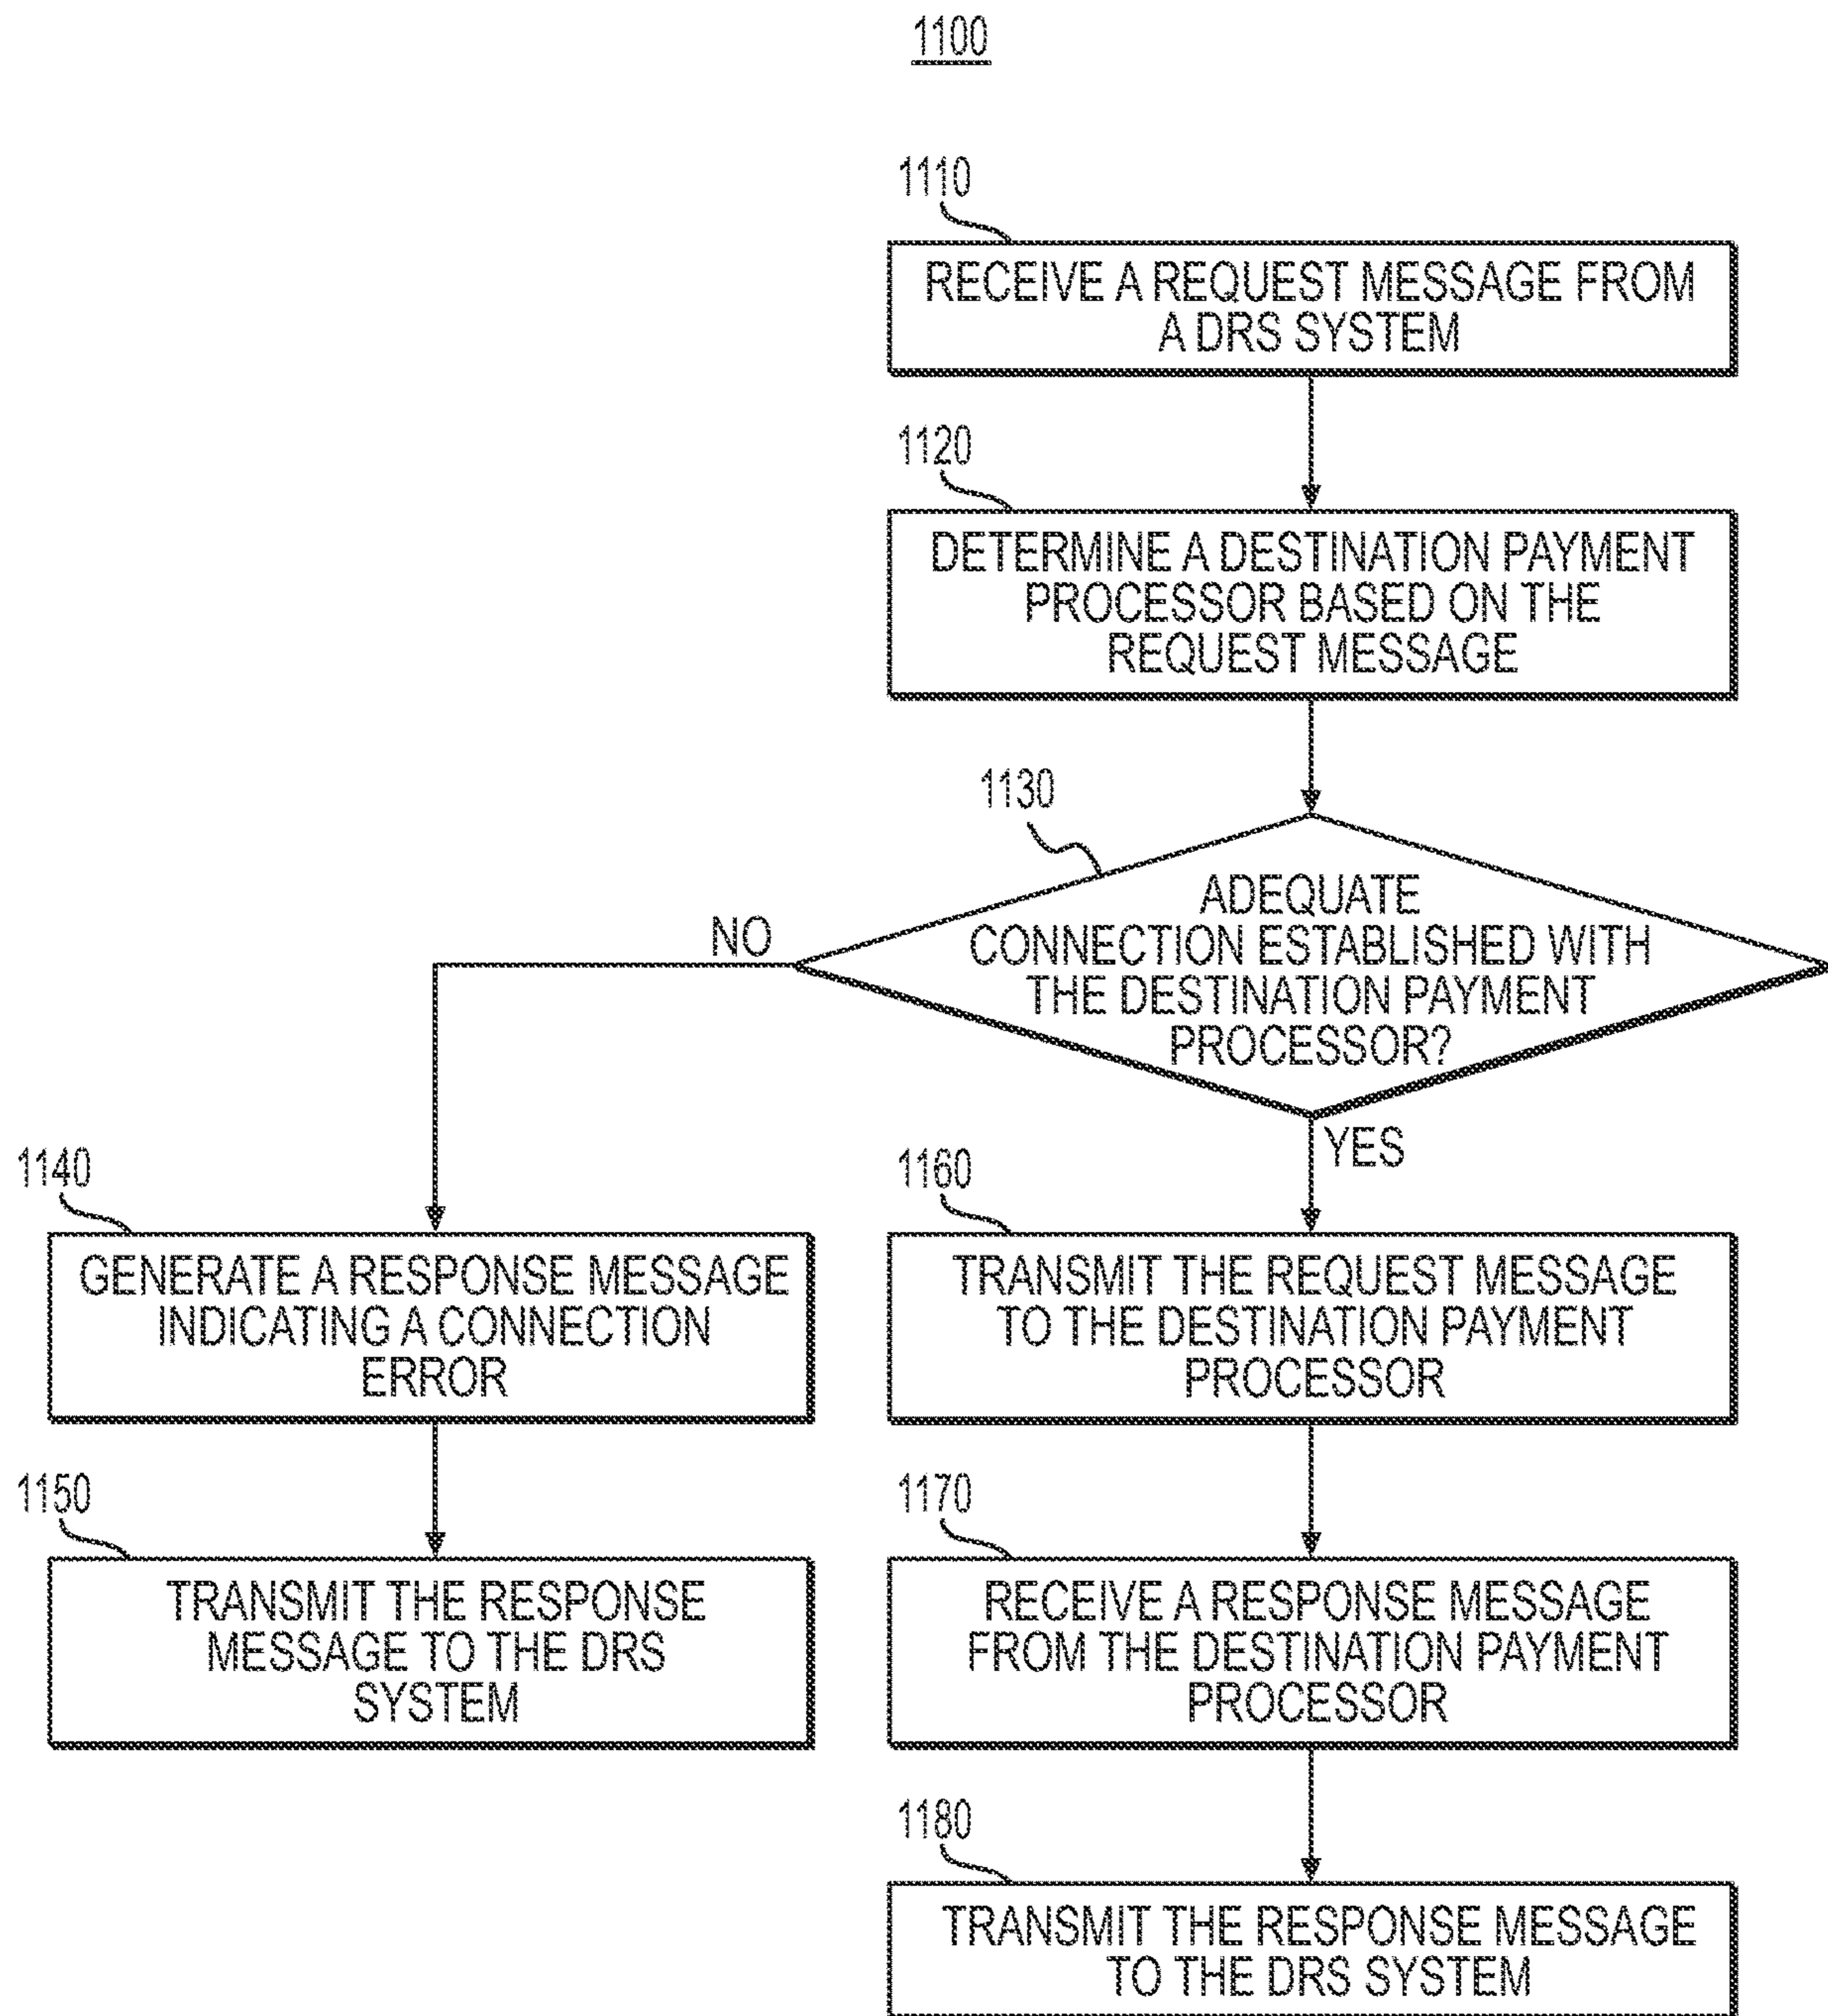 1100
1110
RECEIVE A REQUEST MESSAGE FROM
A DRS SYSTEM
1120
DETERMINE A DESTINATION PAYMENT
PROCESSOR BASED ON THE
REQUEST MESSAGE
1130
ADEQUATE
CONNECTION ESTABLISHED WITH
THE DESTINATION PAYMENT
PROCESSOR?
NO
YES
1140
GENERATE A RESPONSE MESSAGE
INDICATING A CONNECTION
ERROR
1150
TRANSMIT THE RESPONSE
MESSAGE TO THE DRS
SYSTEM
1160
TRANSMIT THE REQUEST MESSAGE
TO THE DESTINATION PAYMENT
PROCESSOR
1170
RECEIVE A RESPONSE MESSAGE
FROM THE DESTINATION PAYMENT
PROCESSOR
1180
TRANSMIT THE RESPONSE MESSAGE
TO THE DRS SYSTEM